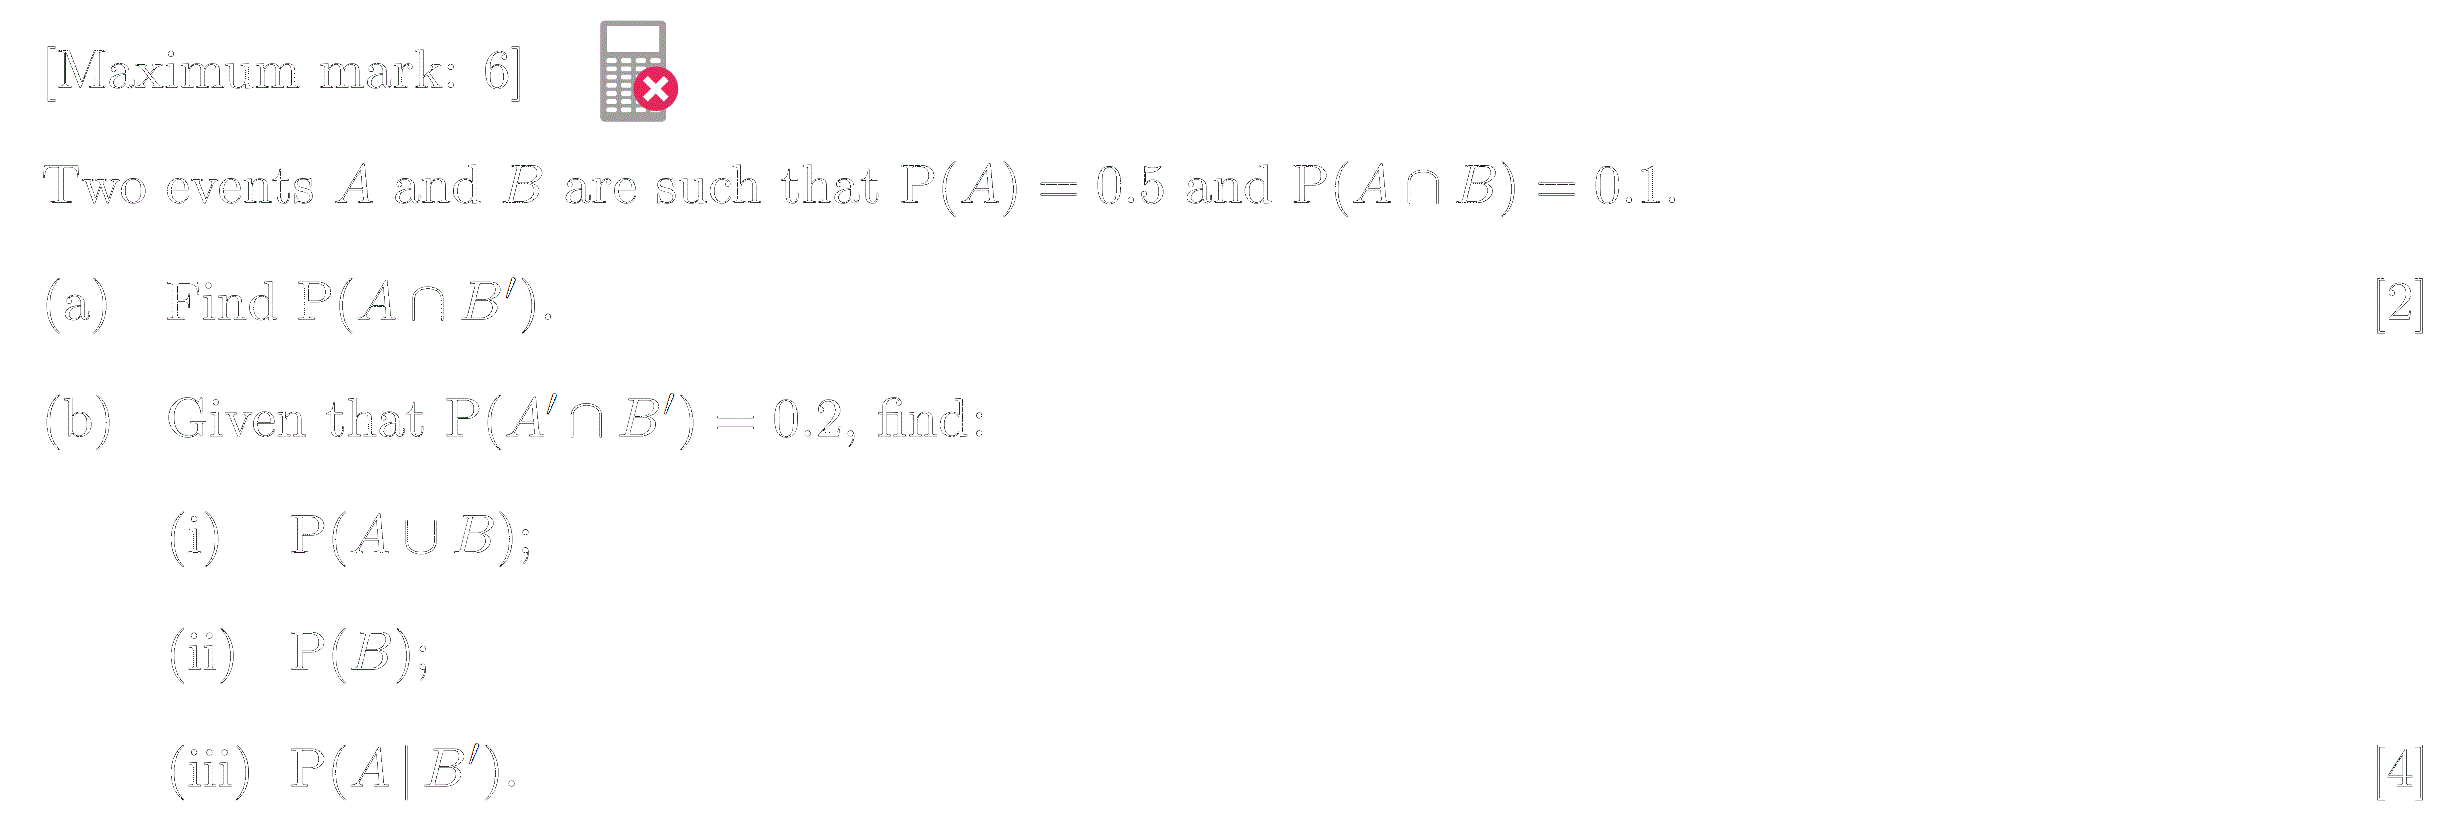 [Maximum mark: 6]
Two events A and B are such that P(A) = 0.5 and P(A ∩ B) = 0.1.
(a) Find P(A ∩ B′). [2]
(b) Given that P(A′ ∩ B′) = 0.2, find:
(i) P(A ∪ B);
(ii) P(B);
(iii) P(A | B′). [4]